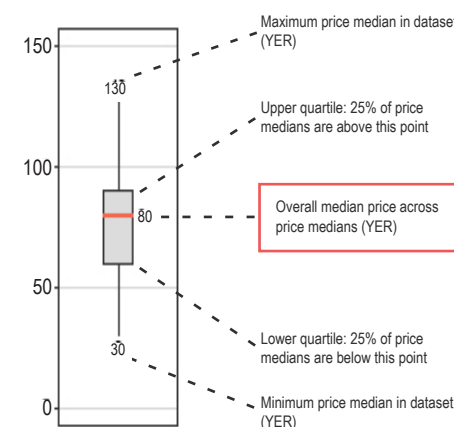 Maximum price median in dataset
(YER)
150
130
Upper quartile: 25% of price
medians are above this point
100
Overall median price across
price medians (YER)
80
50
Lower quartile: 25% of price
medians are below this point
30
Minimum price median in dataset
(YER)
0